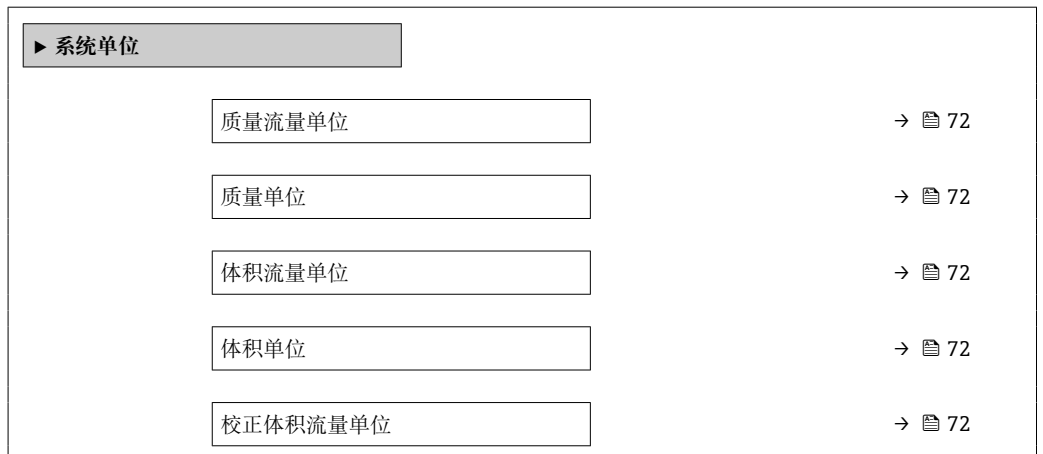 ▶ 系统单位
质量流量单位 → 🖹 72
质量单位 → 🖹 72
体积流量单位 → 🖹 72
体积单位 → 🖹 72
校正体积流量单位 → 🖹 72